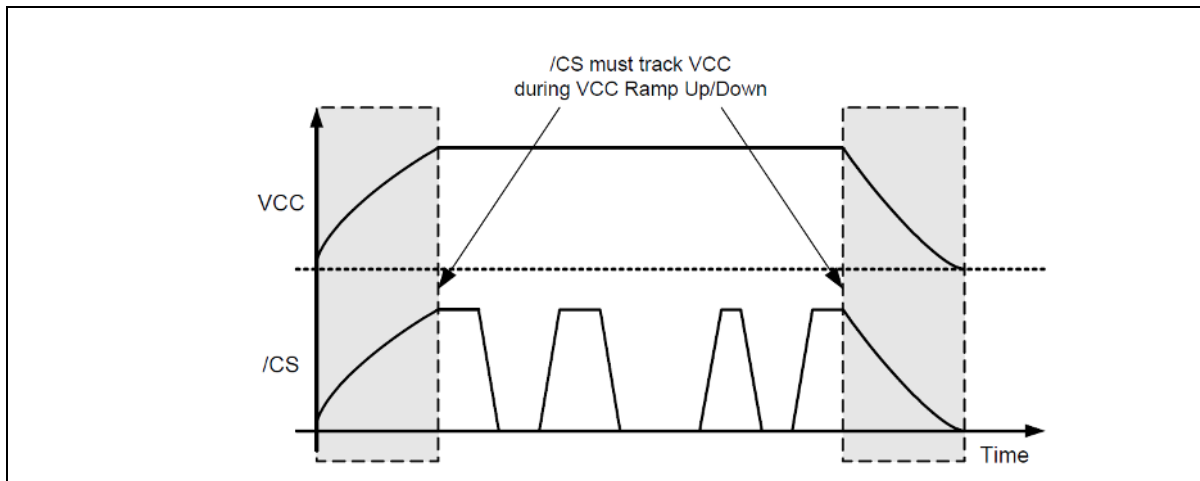 /CS must track VCC
during VCC Ramp Up/Down
VCC
/CS
Time